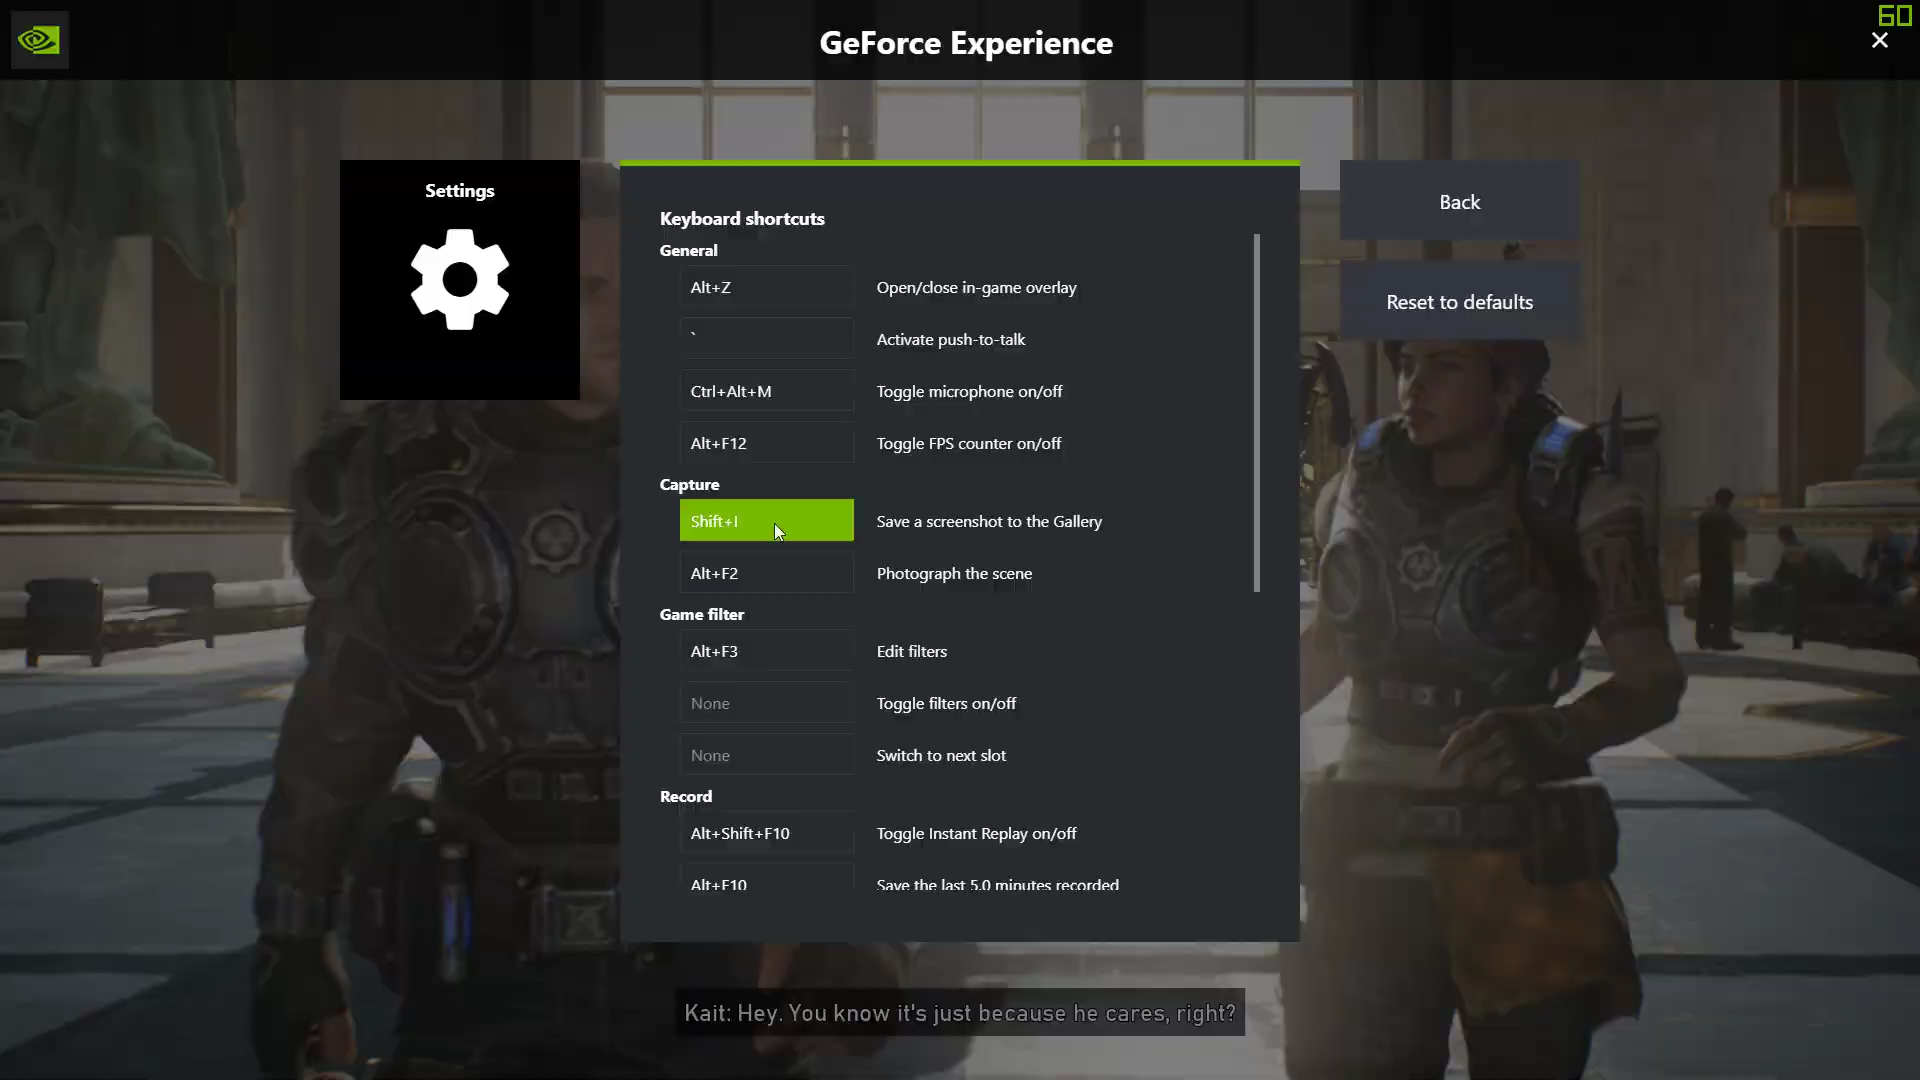 60
GeForce Experience
Settings
Keyboard shortcuts
General
Alt+Z Open/close in-game overlay
` Activate push-to-talk
Ctrl+Alt+M Toggle microphone on/off
Alt+F12 Toggle FPS counter on/off
Capture
Shift+I Save a screenshot to the Gallery
Alt+F2 Photograph the scene
Game filter
Alt+F3 Edit filters
None Toggle filters on/off
None Switch to next slot
Record
Alt+Shift+F10 Toggle Instant Replay on/off
Alt+F10 Save the last 5.0 minutes recorded
Back
Reset to defaults
Kait: Hey. You know it's just because he cares, right?